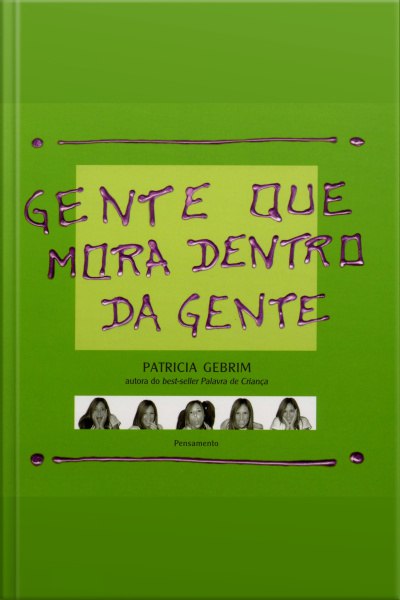 GENTE QUE
MORA DENTRO
DA GENTE
PATRICIA GEBRIM
autora do best-seller Palavra de Criança
Pensamento